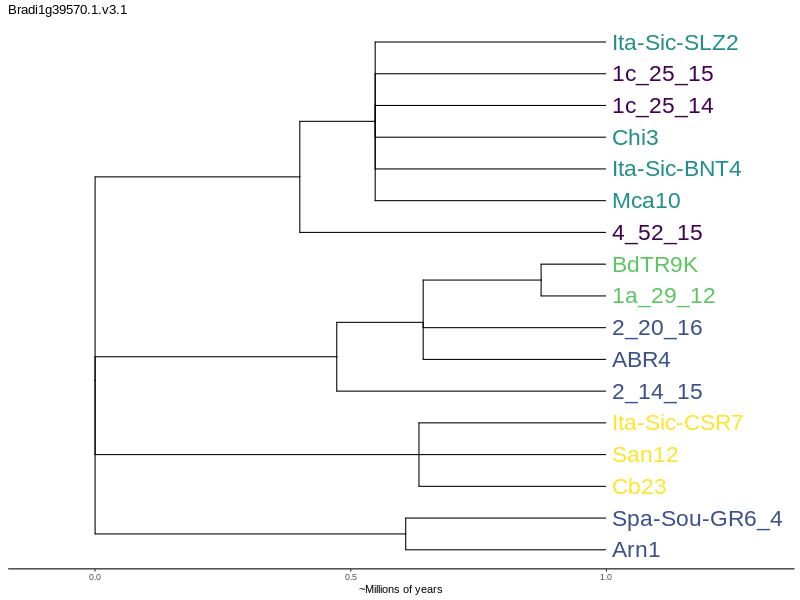 Bradi1g39570.1.v3.1
Ita-Sic-SLZ2
1c_25_15
1c_25_14
Chi3
Ita-Sic-BNT4
Mca10
4_52_15
BdTR9K
1a_29_12
2_20_16
ABR4
2_14_15
Ita-Sic-CSR7
San12
Cb23
Spa-Sou-GR6_4
Arn1
0.0 0.5 1.0
~Millions of years